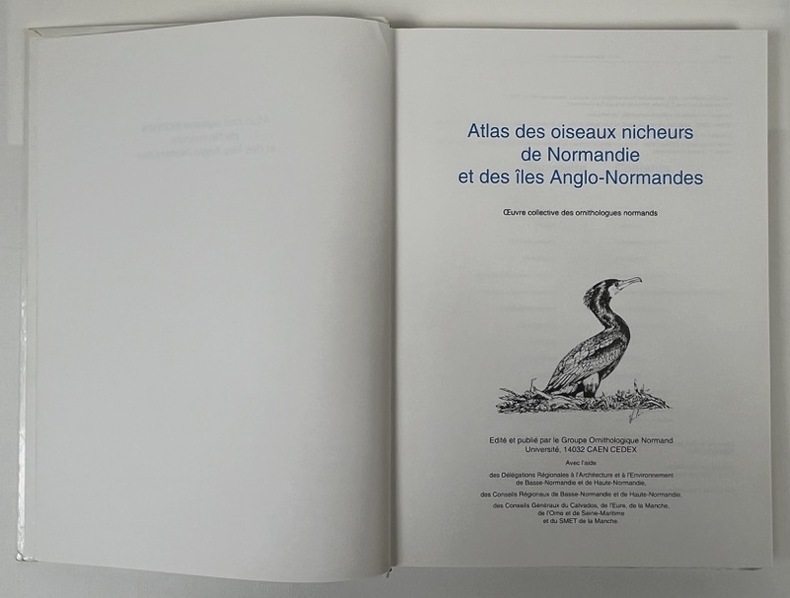 Atlas des oiseaux nicheurs
de Normandie
et des îles Anglo-Normandes
Œuvre collective des ornithologues normands
Edité et publié par le Groupe Ornithologique Normand
Université, 14032 CAEN CEDEX
Avec l'aide
des Délégations Régionales à l'Architecture et à l'Environnement
de Basse-Normandie et de Haute-Normandie,
des Conseils Régionaux de Basse-Normandie et de Haute-Normandie,
des Conseils Généraux du Calvados, de l'Eure, de la Manche,
de l'Orne et de Seine-Maritime
et du SMET de la Manche.